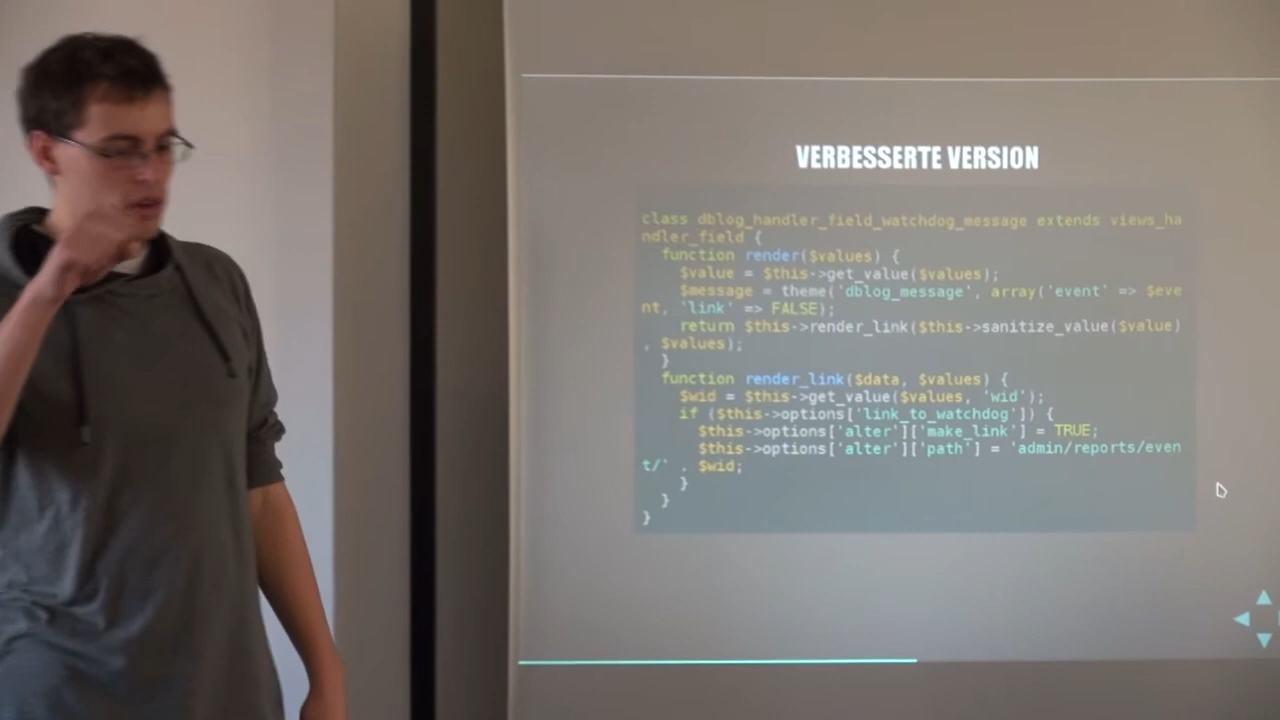 VERBESSERTE VERSION
class dblog_handler_field_watchdog_message extends views_ha
ndler_field {
function render($values) {
$value = $this->get_value($values);
$message = theme('dblog_message', array('event' => $eve
nt, 'link' => FALSE);
return $this->render_link($this->sanitize_value($value)
, $values);
}
function render_link($data, $values) {
$wid = $this->get_value($values, 'wid');
if ($this->options['link_to_watchdog']) {
$this->options['alter']['make_link'] = TRUE;
$this->options['alter']['path'] = 'admin/reports/even
t/' . $wid;
}
}
}